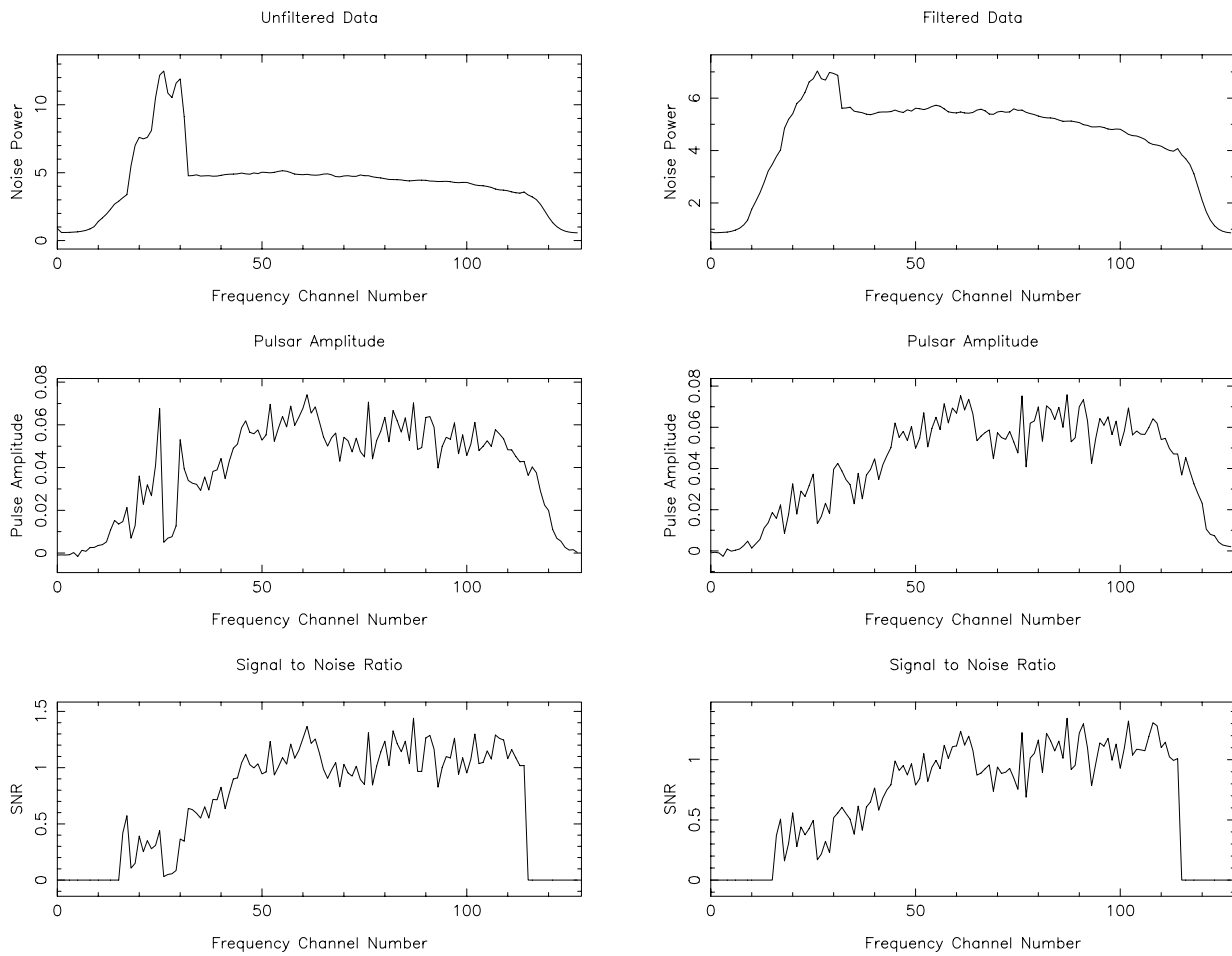 Unfiltered Data
Noise Power
0
5
10
0
50
100
Frequency Channel Number
Filtered Data
Noise Power
2
4
6
0
50
100
Frequency Channel Number
Pulsar Amplitude
Pulse Amplitude
0
0.02
0.04
0.06
0.08
0
50
100
Frequency Channel Number
Pulsar Amplitude
Pulse Amplitude
0
0.02
0.04
0.06
0.08
0
50
100
Frequency Channel Number
Signal to Noise Ratio
SNR
0
0.5
1
1.5
0
50
100
Frequency Channel Number
Signal to Noise Ratio
SNR
0
0.5
1
0
50
100
Frequency Channel Number